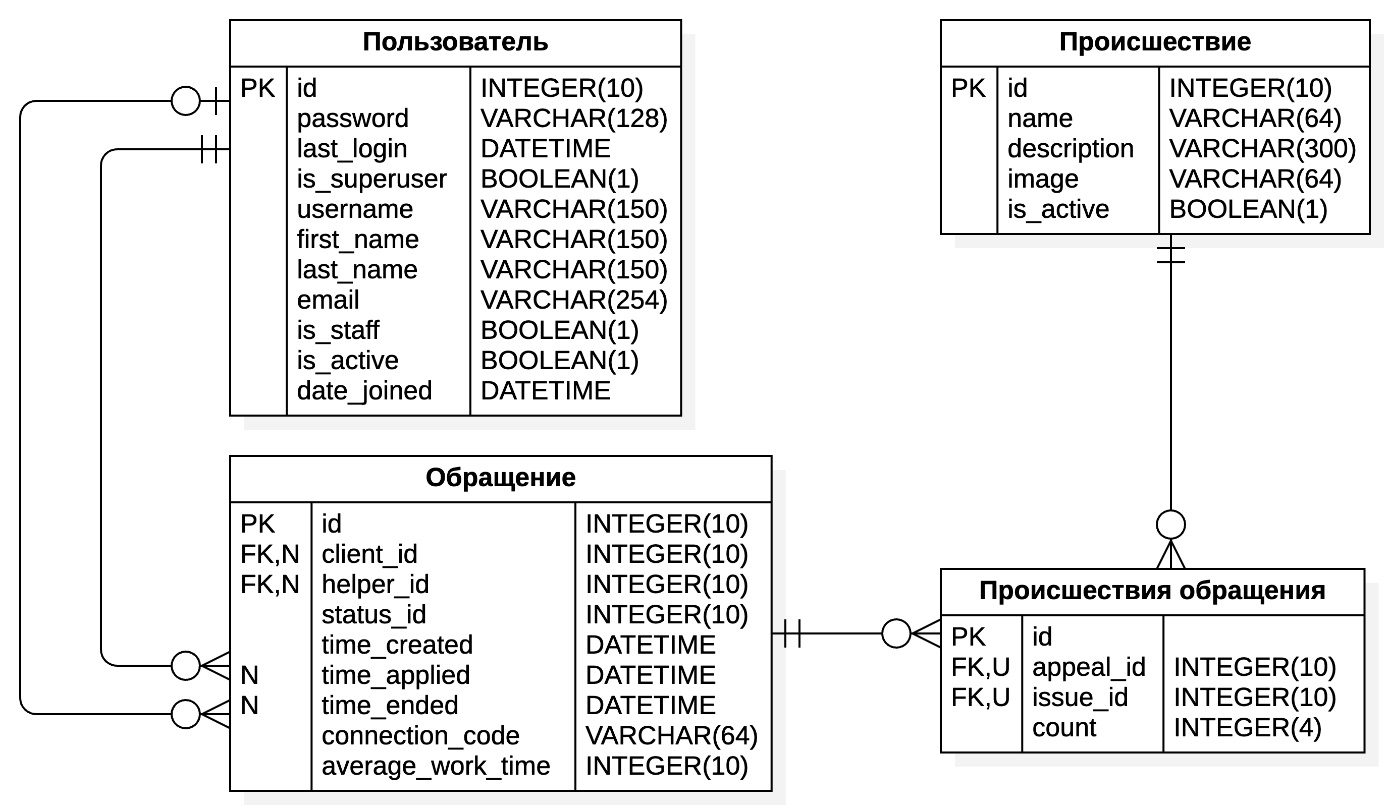 Пользователь
PK id INTEGER(10)
password VARCHAR(128)
last_login DATETIME
is_superuser BOOLEAN(1)
username VARCHAR(150)
first_name VARCHAR(150)
last_name VARCHAR(150)
email VARCHAR(254)
is_staff BOOLEAN(1)
is_active BOOLEAN(1)
date_joined DATETIME
Происшествие
PK id INTEGER(10)
name VARCHAR(64)
description VARCHAR(300)
image VARCHAR(64)
is_active BOOLEAN(1)
Обращение
PK id INTEGER(10)
FK,N client_id INTEGER(10)
FK,N helper_id INTEGER(10)
status_id INTEGER(10)
time_created DATETIME
N time_applied DATETIME
N time_ended DATETIME
connection_code VARCHAR(64)
average_work_time INTEGER(10)
Происшествия обращения
PK id
FK,U appeal_id INTEGER(10)
FK,U issue_id INTEGER(10)
count INTEGER(4)